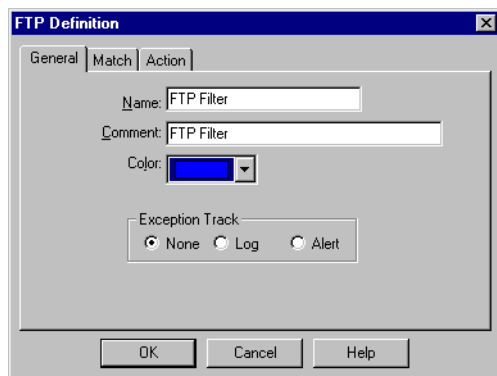 FTP Definition
General Match Action
Name: FTP Filter
Comment: FTP Filter
Color:
Exception Track
None Log Alert
OK Cancel Help